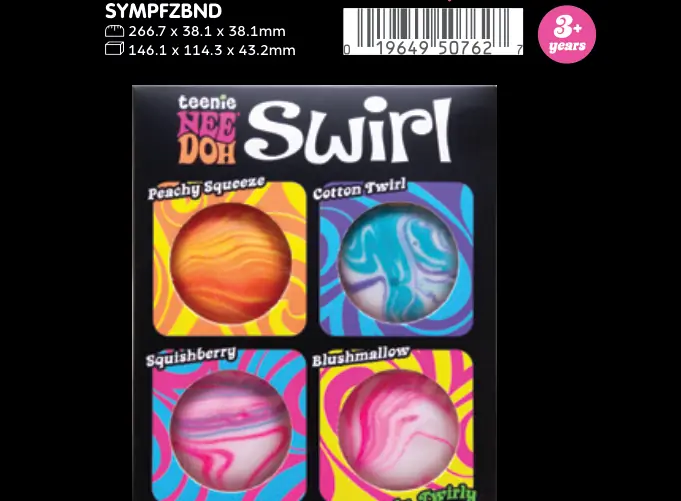 SYMPFZBND
266.7 x 38.1 x 38.1mm
146.1 x 114.3 x 43.2mm
0 19649 50762 7
3+
years
teenie
NEE
DOH
Swirl
Peachy Squeeze
Cotton Twirl
Squishberry
Blushmallow
Twirly